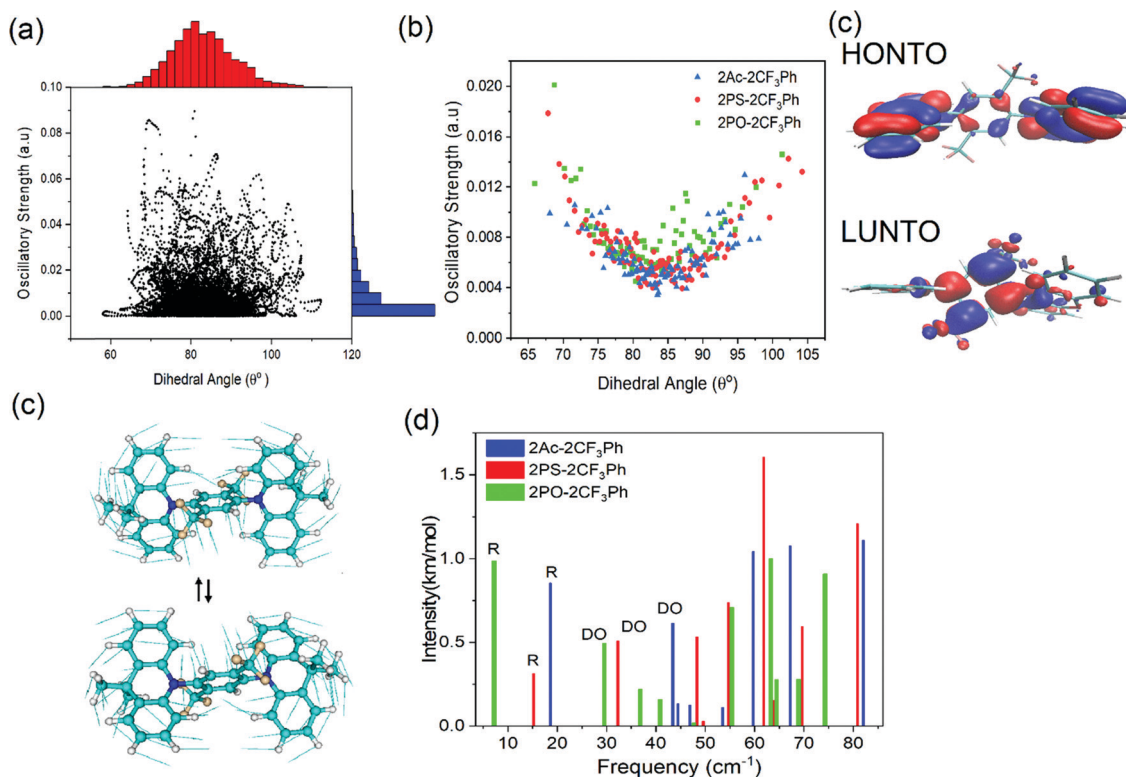 (a)
0.10
0.08
0.06
0.04
0.02
0.00
Oscillatory Strength (a.u)
60 80 100 120
Dihedral Angle (θº)
(b)
0.020
0.016
0.012
0.008
0.004
0.000
Oscillatory Strength (a.u)
2Ac-2CF₃Ph
2PS-2CF₃Ph
2PO-2CF₃Ph
65 70 75 80 85 90 95 100 105
Dihedral Angle (θº)
(c)
HONTO
LUNTO
(c)
(d)
2Ac-2CF₃Ph
2PS-2CF₃Ph
2PO-2CF₃Ph
1.5
1.0
0.5
0.0
Intensity(km/mol)
R
R
R
DO
DO
DO
10 20 30 40 50 60 70 80
Frequency (cm⁻¹)